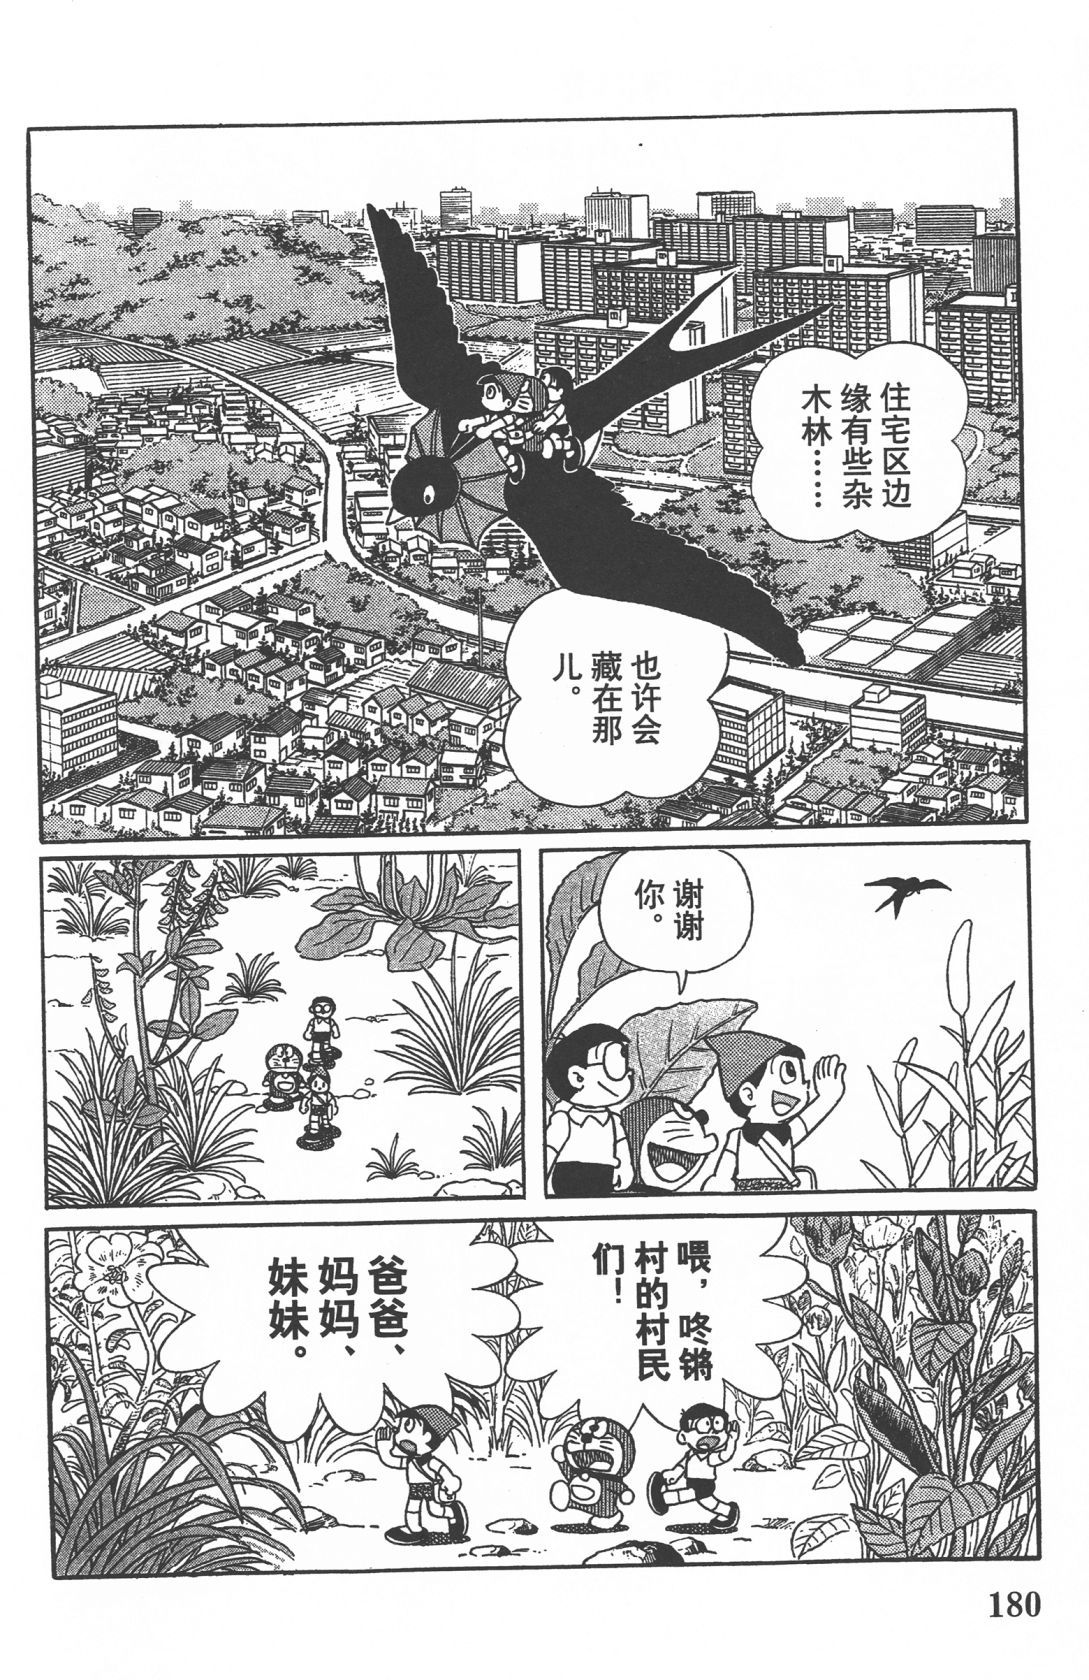 住宅区边
缘有些杂
木林……
也许会
藏在那
儿。
谢谢
你。
喂，咚锵
村的村民
们！
爸爸、
妈妈、
妹妹。
180